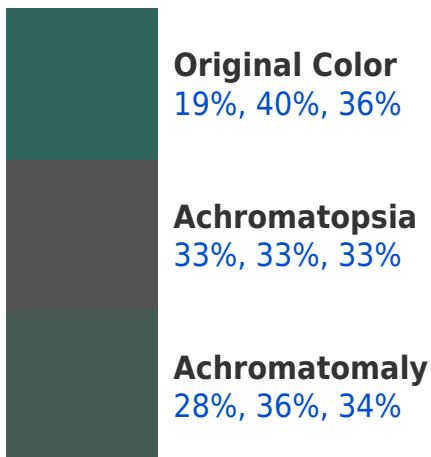 Original Color
19%, 40%, 36%
Achromatopsia
33%, 33%, 33%
Achromatomaly
28%, 36%, 34%